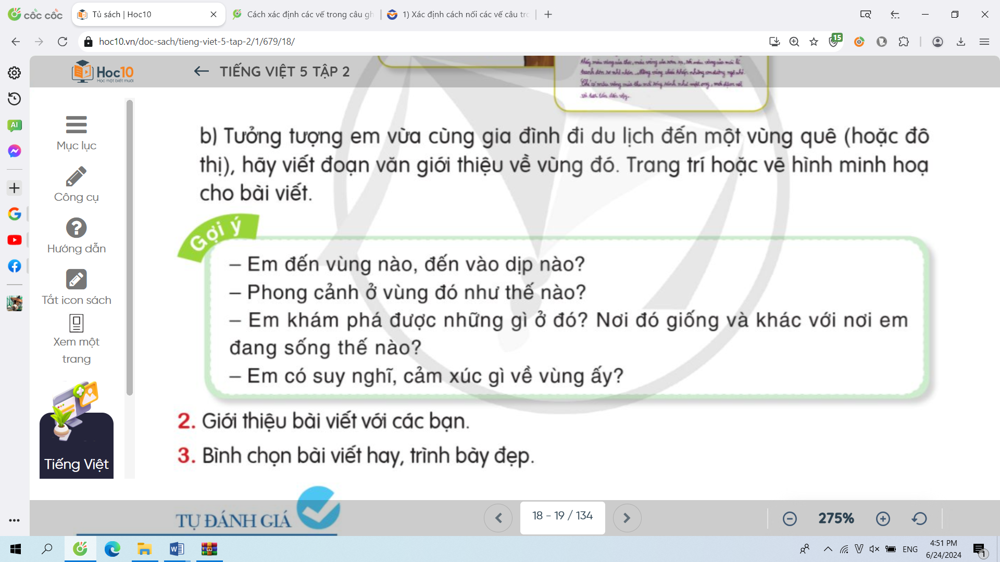 cốc cốc
Tủ sách | Hoc10
Cách xác định các vế trong câu gh
1) Xác định cách nối các vế câu tro
hoc10.vn/doc-sach/tieng-viet-5-tap-2/1/679/18/
15
AI
Hoc10
Học một biết mười
TIẾNG VIỆT 5 TẬP 2
Mục lục
Công cụ
Hướng dẫn
Tắt icon sách
Xem một
trang
Tiếng Việt
b) Tưởng tượng em vừa cùng gia đình đi du lịch đến một vùng quê (hoặc đô
thị), hãy viết đoạn văn giới thiệu về vùng đó. Trang trí hoặc vẽ hình minh hoạ
cho bài viết.
Gợi ý
– Em đến vùng nào, đến vào dịp nào?
– Phong cảnh ở vùng đó như thế nào?
– Em khám phá được những gì ở đó? Nơi đó giống và khác với nơi em
đang sống thế nào?
– Em có suy nghĩ, cảm xúc gì về vùng ấy?
2. Giới thiệu bài viết với các bạn.
3. Bình chọn bài viết hay, trình bày đẹp.
TỰ ĐÁNH GIÁ
18 - 19 / 134
275%
ENG
4:51 PM
6/24/2024
1